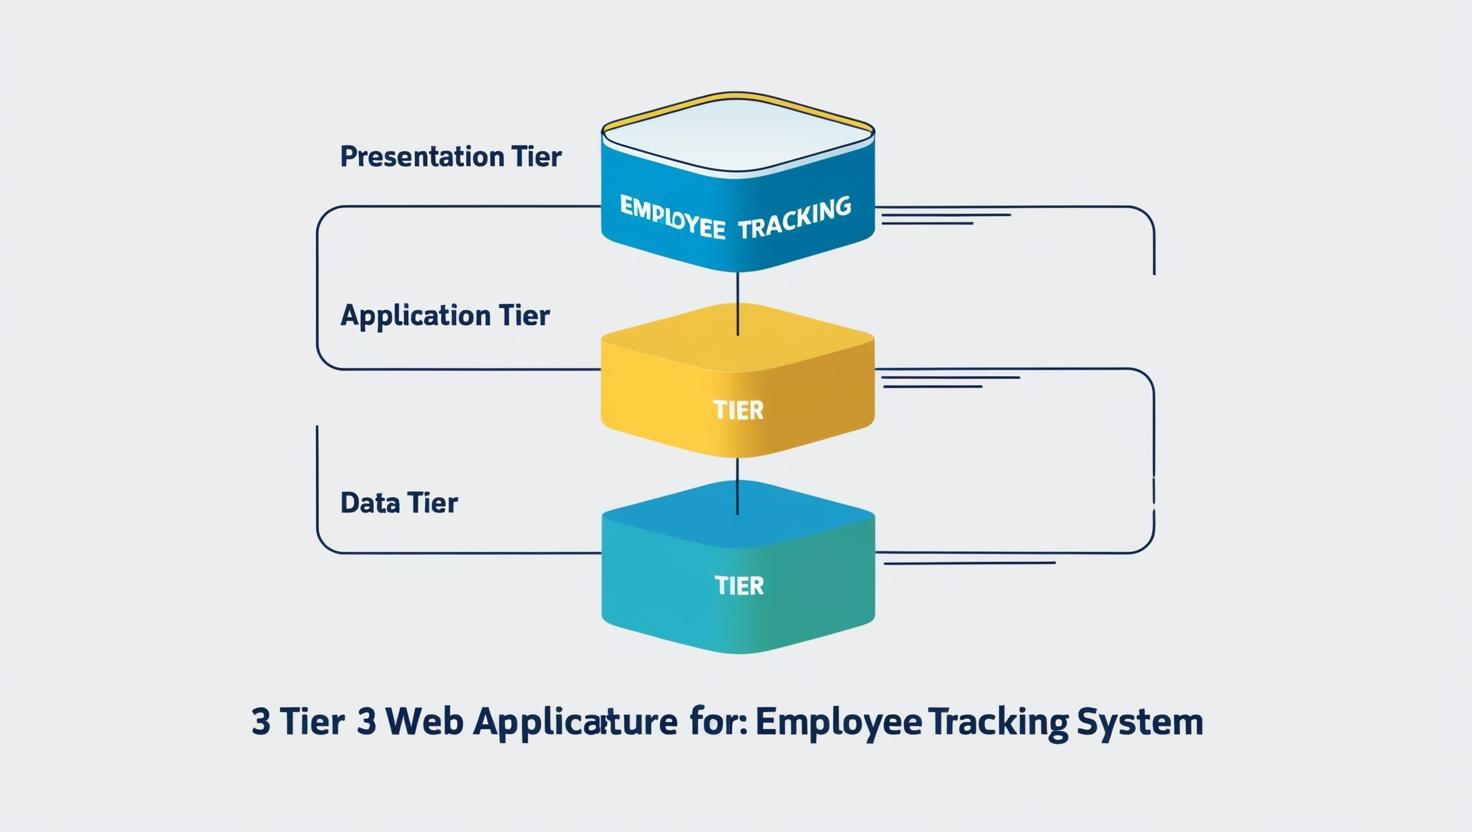 Presentation Tier
EMPLOYEE TRACKING
Application Tier
TIER
Data Tier
TIER
3 Tier 3 Web Applicature for: Employee Tracking System